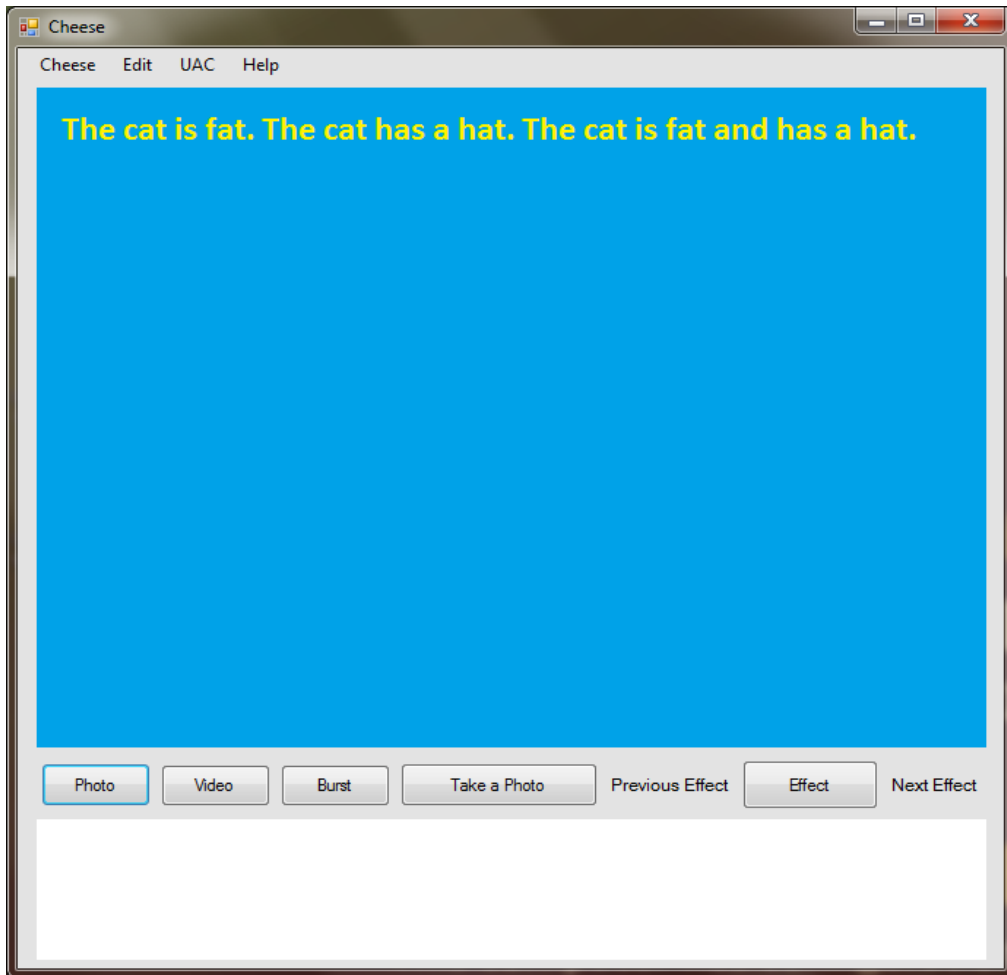 Cheese
Cheese Edit UAC Help
The cat is fat. The cat has a hat. The cat is fat and has a hat.
Photo Video Burst Take a Photo Previous Effect Effect Next Effect